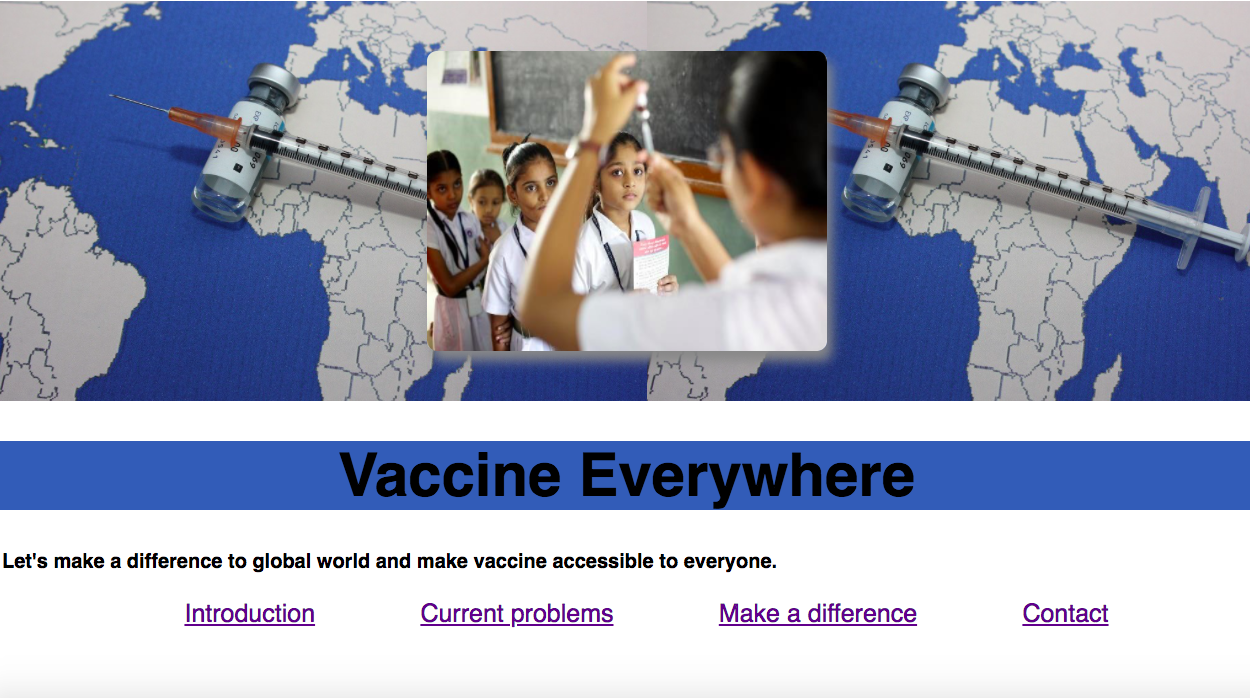 Vaccine Everywhere
Let's make a difference to global world and make vaccine accessible to everyone.
Introduction Current problems Make a difference Contact